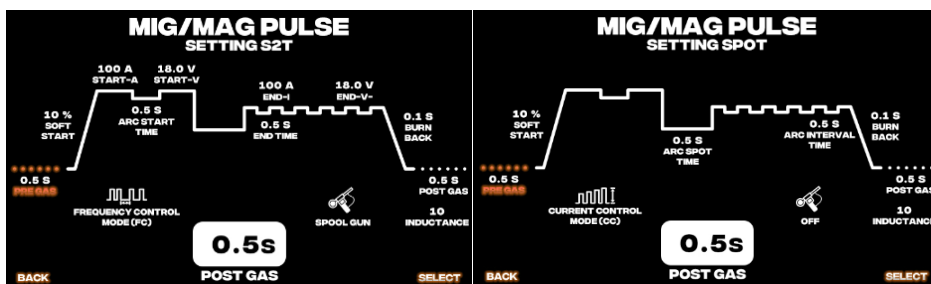 MIG/MAG PULSE
SETTING S2T
100 A
START-A
18.0 V
START-V
100 A
END-I
18.0 V
END-V-
10 %
SOFT
START
0.5 S
ARC START
TIME
0.5 S
END TIME
0.1 S
BURN
BACK
0.5 S
PRE GAS
0.5 S
POST GAS
FREQUENCY CONTROL
MODE (FC)
SPOOL GUN
10
INDUCTANCE
0.5s
BACK
POST GAS
SELECT
MIG/MAG PULSE
SETTING SPOT
10 %
SOFT
START
0.5 S
ARC SPOT
TIME
0.5 S
ARC INTERVAL
TIME
0.1 S
BURN
BACK
0.5 S
PRE GAS
0.5 S
POST GAS
CURRENT CONTROL
MODE (CC)
OFF
10
INDUCTANCE
0.5s
BACK
POST GAS
SELECT